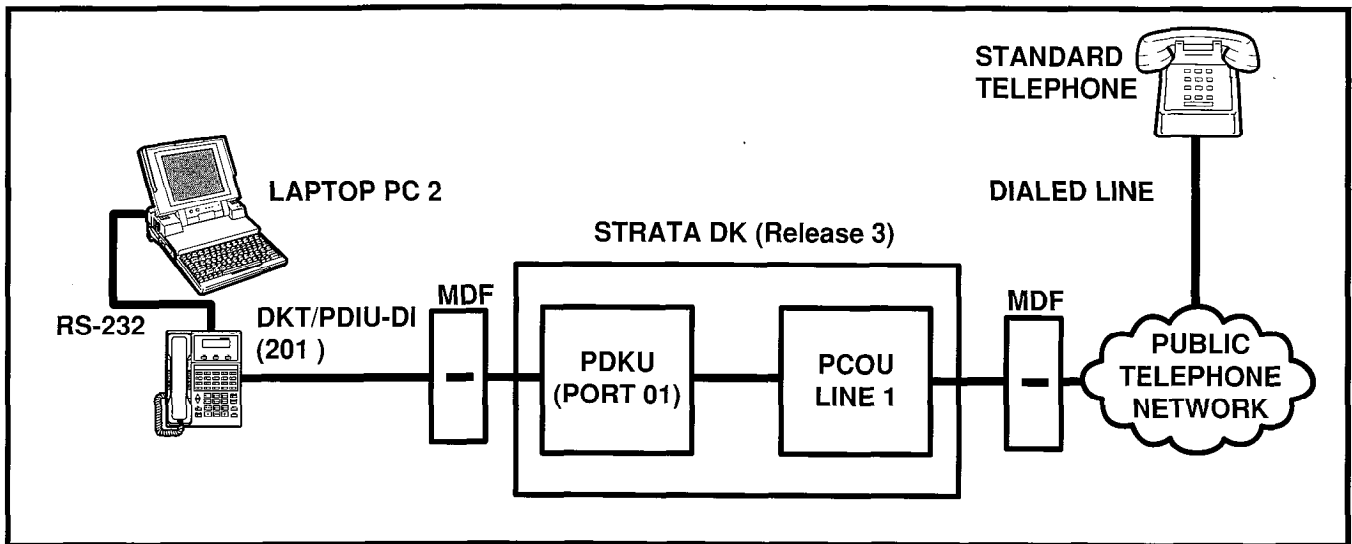 STANDARD
TELEPHONE
LAPTOP PC 2
DIALED LINE
STRATA DK (Release 3)
RS-232
DKT/PDIU-DI
(201 )
MDF
PDKU
(PORT 01)
PCOU
LINE 1
MDF
PUBLIC
TELEPHONE
NETWORK